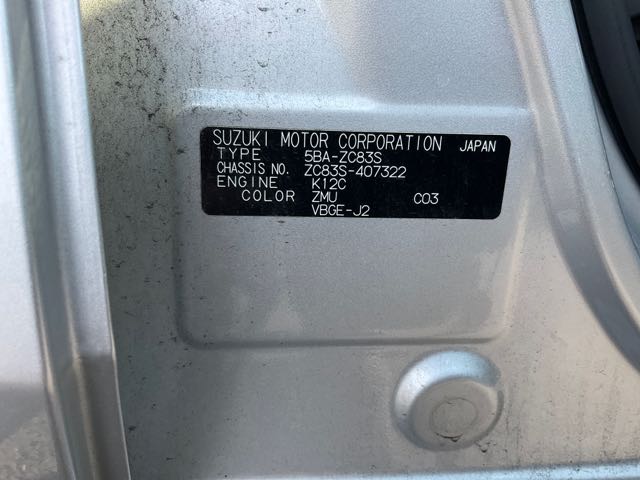 SUZUKI MOTOR CORPORATION JAPAN
TYPE 5BA-ZC83S
CHASSIS NO. ZC83S-407322
ENGINE K12C
COLOR ZMU C03
VBGE-J2